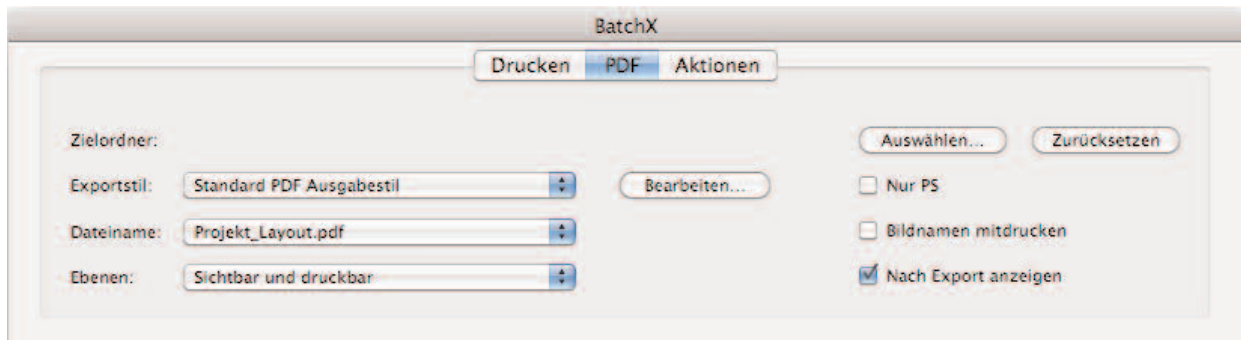 BatchX
Drucken PDF Aktionen
Zielordner: Auswählen... Zurücksetzen
Exportstil: Standard PDF Ausgabestil Bearbeiten... Nur PS
Dateiname: Projekt_Layout.pdf Bildnamen mitdrucken
Ebenen: Sichtbar und druckbar Nach Export anzeigen